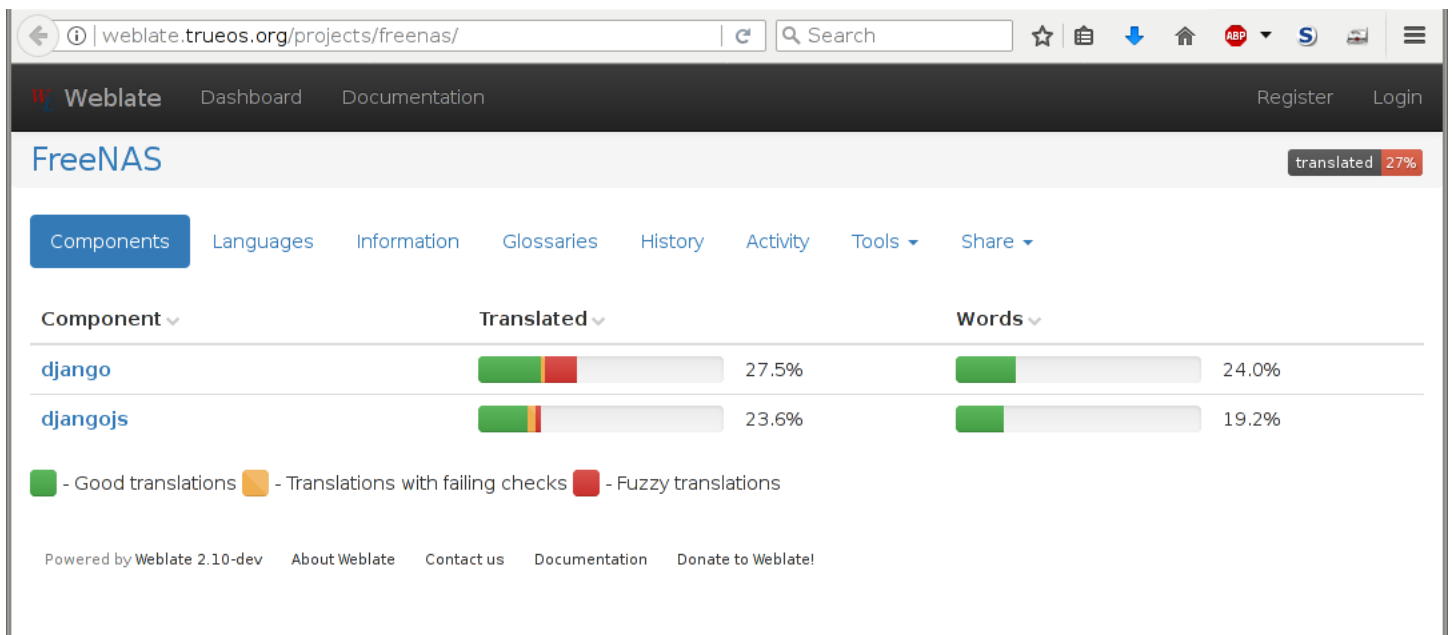 weblate.trueos.org/projects/freenas/ Search ABP S
Weblate Dashboard Documentation Register Login
FreeNAS translated 27%
Components Languages Information Glossaries History Activity Tools Share
Component Translated Words
django 27.5% 24.0%
djangojs 23.6% 19.2%
- Good translations - Translations with failing checks - Fuzzy translations
Powered by Weblate 2.10-dev About Weblate Contact us Documentation Donate to Weblate!